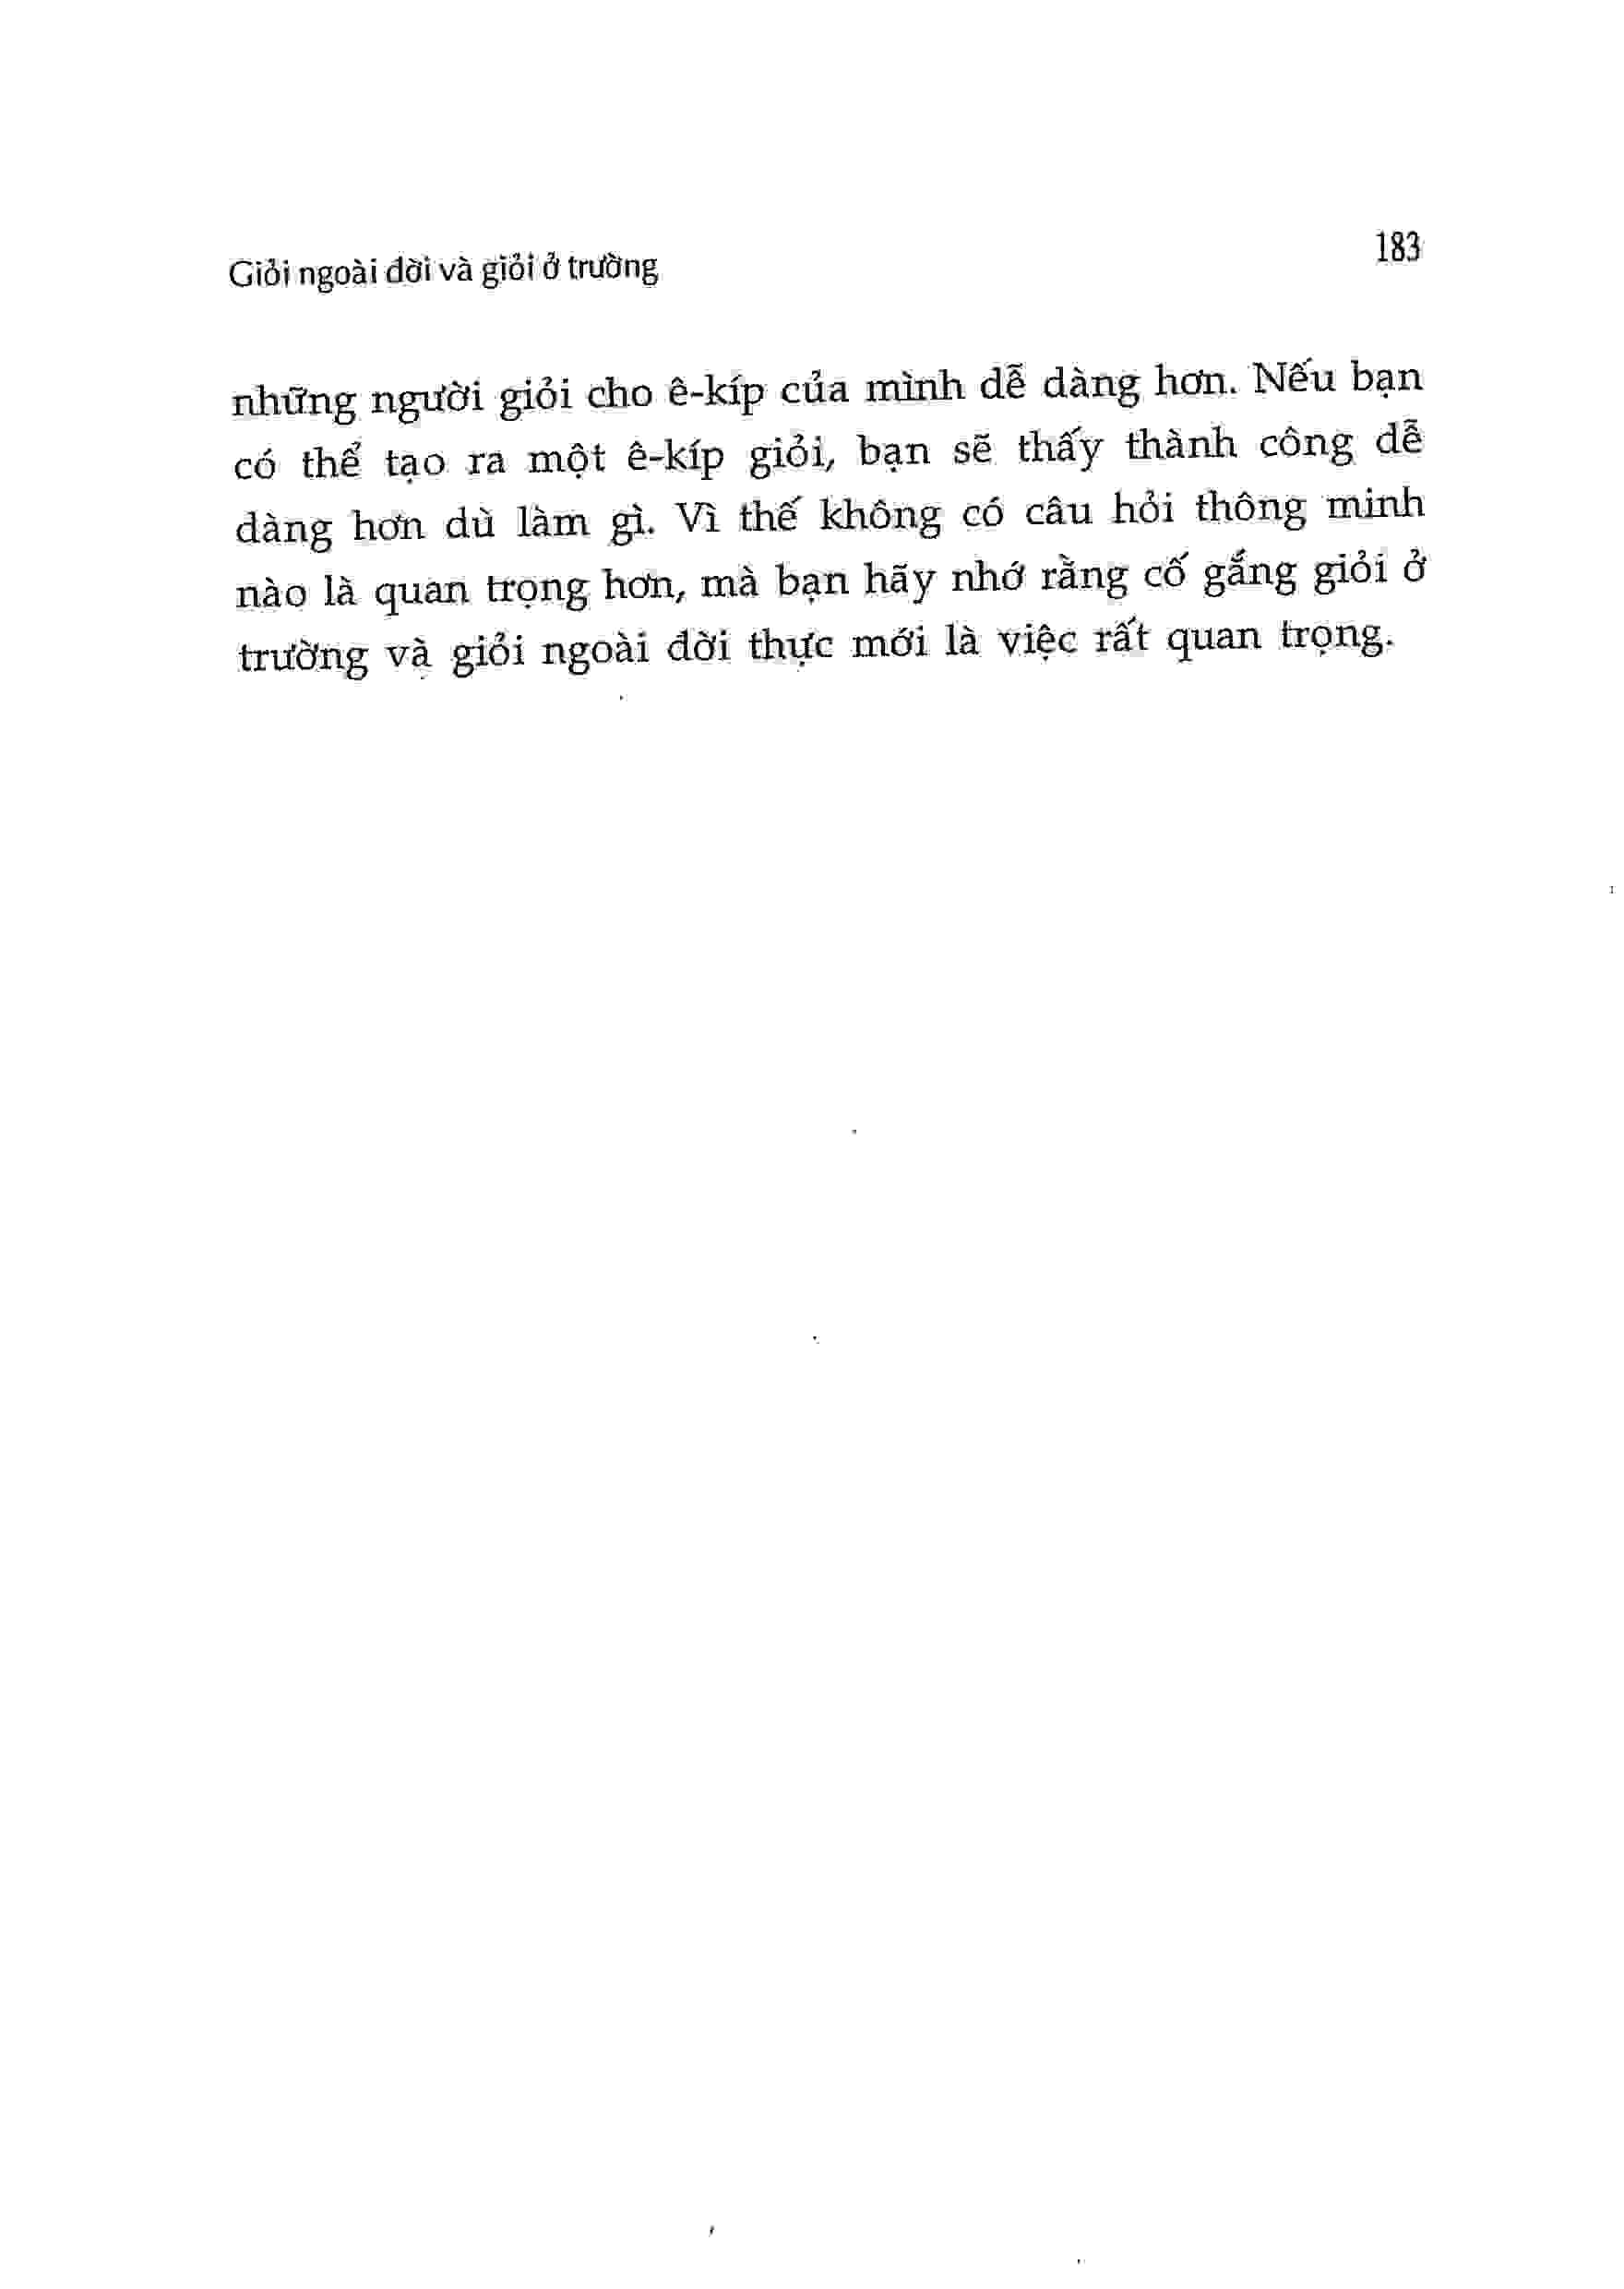 Giỏi ngoài đời và giỏi ở trường
183
những người giỏi cho ê-kíp của mình dễ dàng hơn. Nếu bạn
có thể tạo ra một ê-kíp giỏi, bạn sẽ thấy thành công dễ
dàng hơn dù làm gì. Vì thế không có câu hỏi thông minh
nào là quan trọng hơn, mà bạn hãy nhớ rằng cố gắng giỏi ở
trường và giỏi ngoài đời thực mới là việc rất quan trọng.